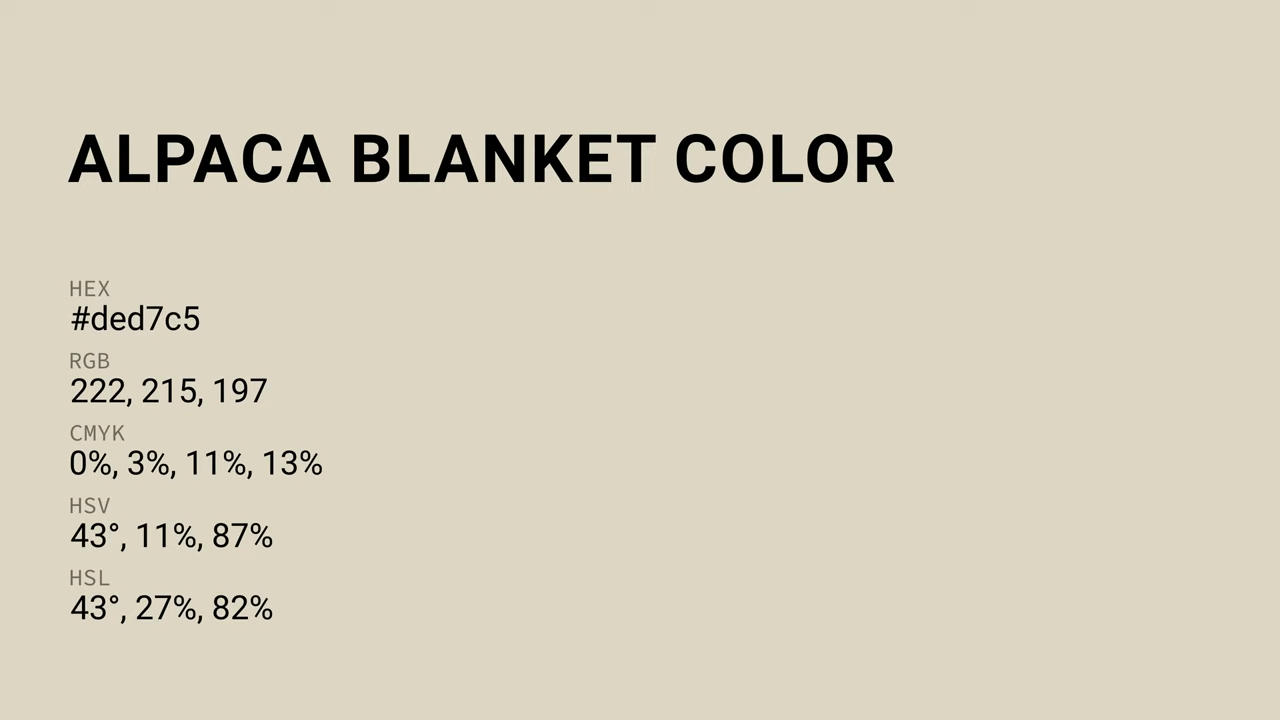 ALPACA BLANKET COLOR
HEX
#ded7c5
RGB
222, 215, 197
CMYK
0%, 3%, 11%, 13%
HSV
43°, 11%, 87%
HSL
43°, 27%, 82%